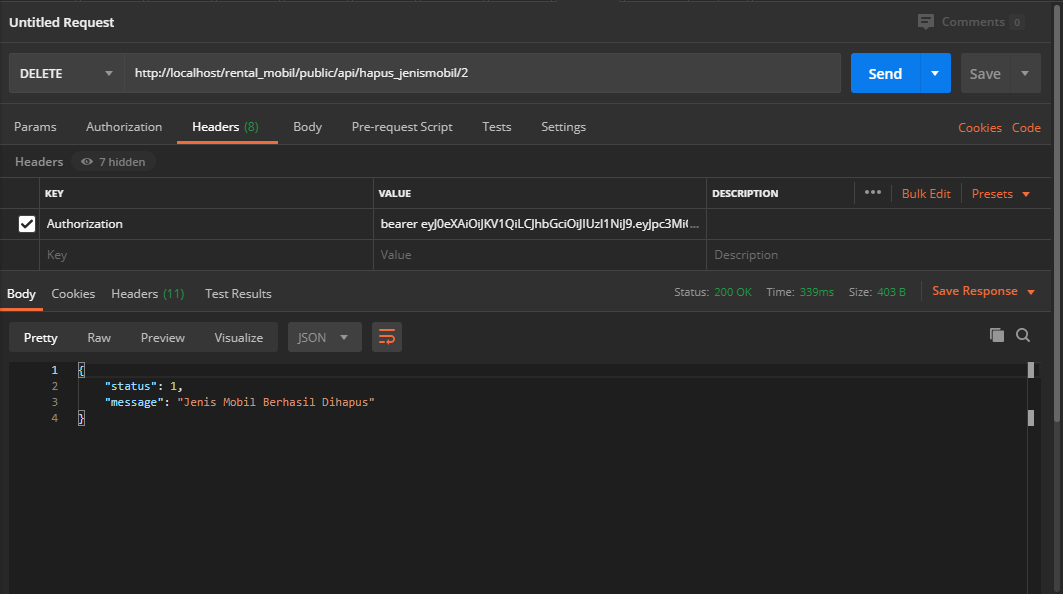 Untitled Request
Comments 0
DELETE http://localhost/rental_mobil/public/api/hapus_jenismobil/2 Send Save
Params Authorization Headers (8) Body Pre-request Script Tests Settings Cookies Code
Headers 7 hidden
KEY VALUE DESCRIPTION ••• Bulk Edit Presets
Authorization bearer eyJ0eXAiOiJKV1QiLCJhbGciOiJIUzI1NiJ9.eyJpc3MiO...
Key Value Description
Body Cookies Headers (11) Test Results Status: 200 OK Time: 339ms Size: 403 B Save Response
Pretty Raw Preview Visualize JSON
1 {
2 "status": 1,
3 "message": "Jenis Mobil Berhasil Dihapus"
4 }